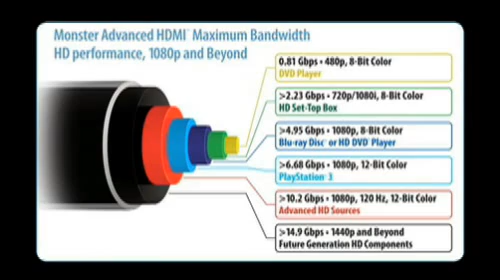 Monster Advanced HDMI™ Maximum Bandwidth
HD performance, 1080p and Beyond
0.81 Gbps • 480p, 8-Bit Color
DVD Player
>2.23 Gbps • 720p/1080i, 8-Bit Color
HD Set-Top Box
>4.95 Gbps • 1080p, 8-Bit Color
Blu-ray Disc™ or HD DVD™ Player
>6.68 Gbps • 1080p, 12-Bit Color
PlayStation® 3
>10.2 Gbps • 1080p, 120 Hz, 12-Bit Color
Advanced HD Sources
>14.9 Gbps • 1440p and Beyond
Future Generation HD Components